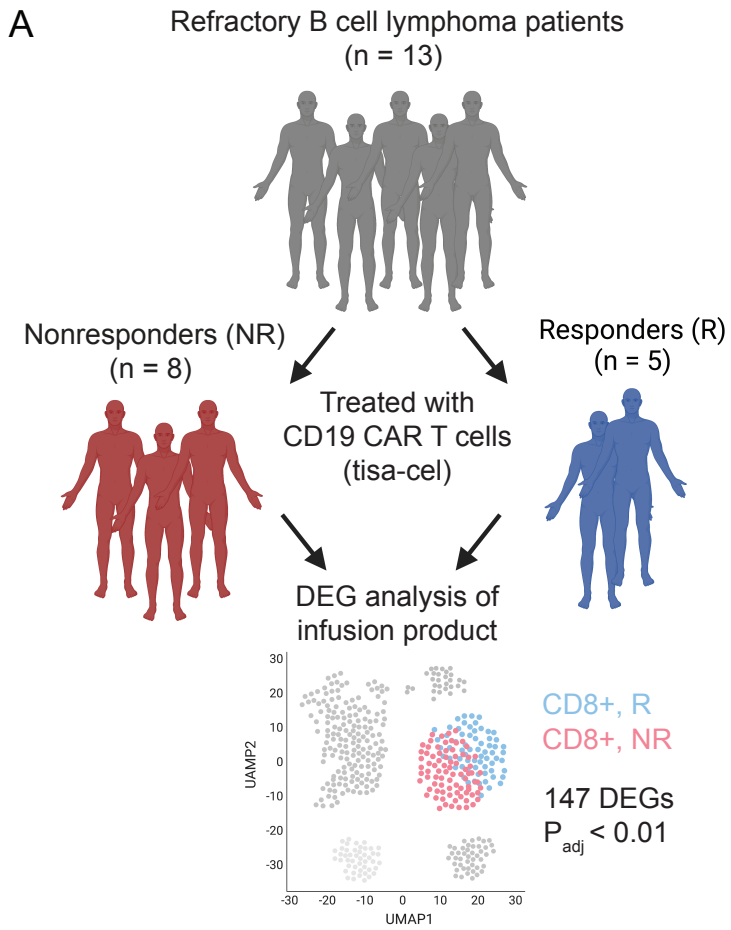 A
Refractory B cell lymphoma patients
(n = 13)
Nonresponders (NR)
(n = 8)
Responders (R)
(n = 5)
Treated with
CD19 CAR T cells
(tisa-cel)
DEG analysis of
infusion product
CD8+, R
CD8+, NR
147 DEGs
Padj < 0.01
UAMP2
30
20
10
0
-10
-20
-30
-30
-20
-10
0
10
20
30
UMAP1